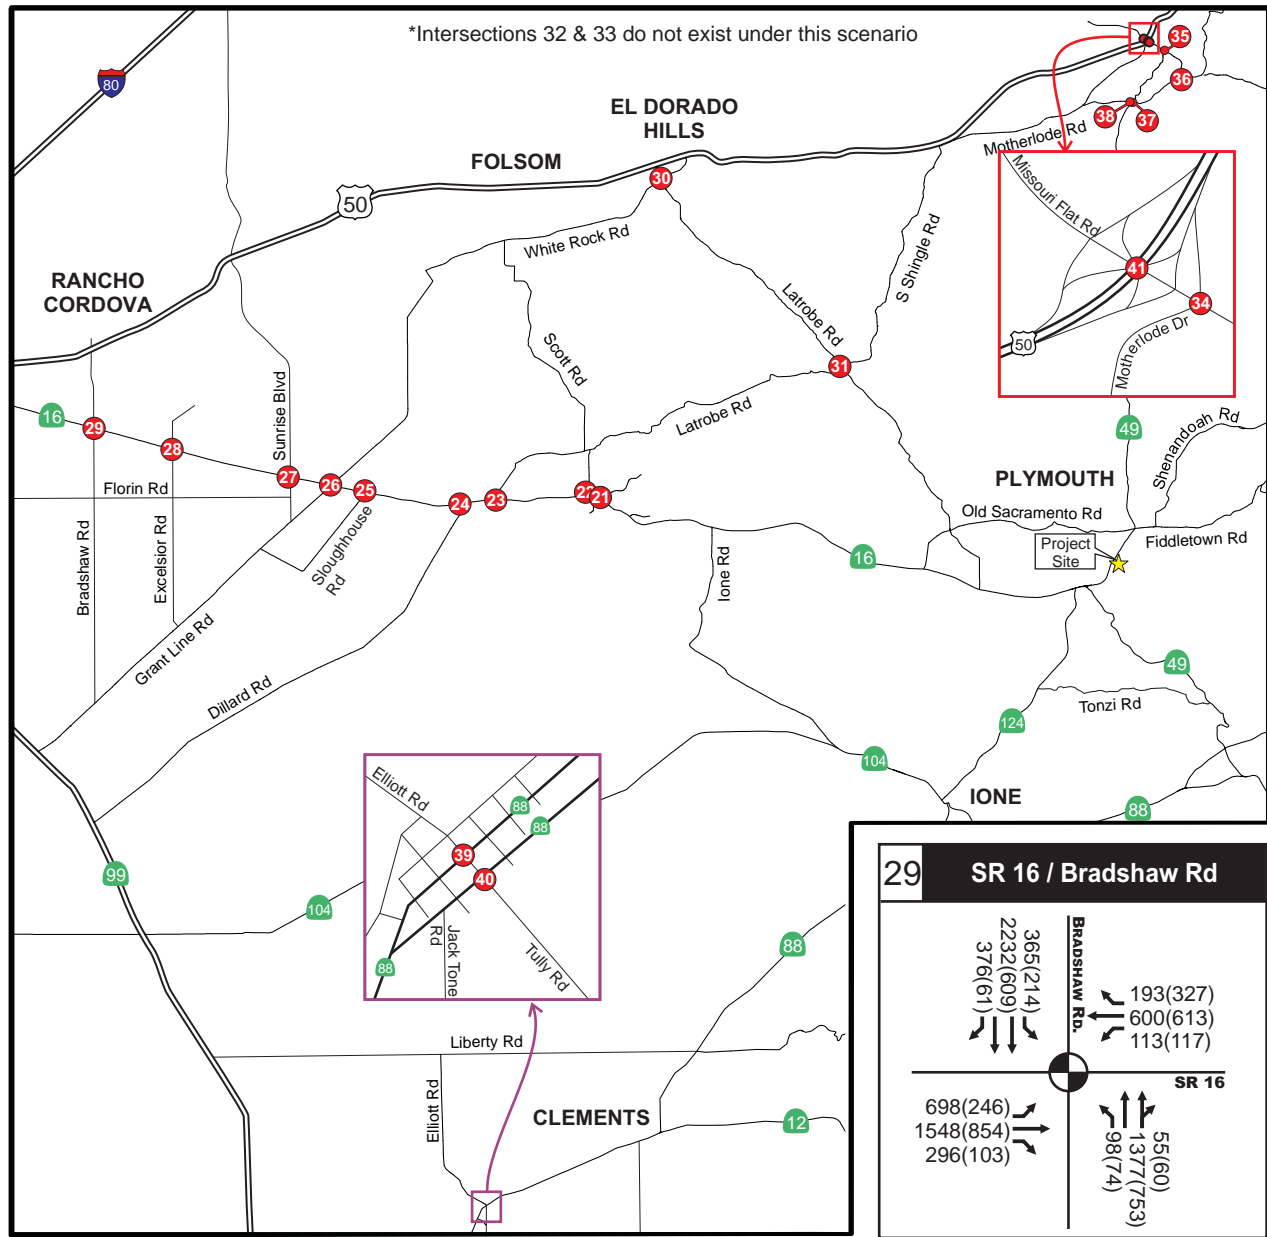 *Intersections 32 & 33 do not exist under this scenario
80
35
36
38
37
EL DORADO
HILLS
Motherlode Rd
FOLSOM
30
50
White Rock Rd
S Shingle Rd
Missouri Flat Rd
41
34
50
Motherlode Dr
RANCHO
CORDOVA
Latrobe Rd
Scott Rd
31
Sunrise Blvd
16
29
28
Latrobe Rd
49
Shenandoah Rd
27
26
25
24
23
22
21
PLYMOUTH
Florin Rd
Old Sacramento Rd
Fiddletown Rd
Project
Site
Bradshaw Rd
Excelsior Rd
Sloughhouse
Rd
Ione Rd
16
Grant Line Rd
Dillard Rd
49
Tonzi Rd
124
104
IONE
88
Elliott Rd
88
88
39
40
Jack Tone
Rd
Tully Rd
88
99
104
88
Liberty Rd
Elliott Rd
CLEMENTS
12
29
SR 16 / Bradshaw Rd
BRADSHAW RD.
365(214)
2232(609)
376(61)
193(327)
600(613)
113(117)
SR 16
698(246)
1548(854)
296(103)
55(60)
1377(753)
98(74)